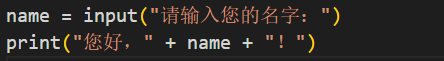 name = input("请输入您的名字：")
print("您好，" + name + "！")